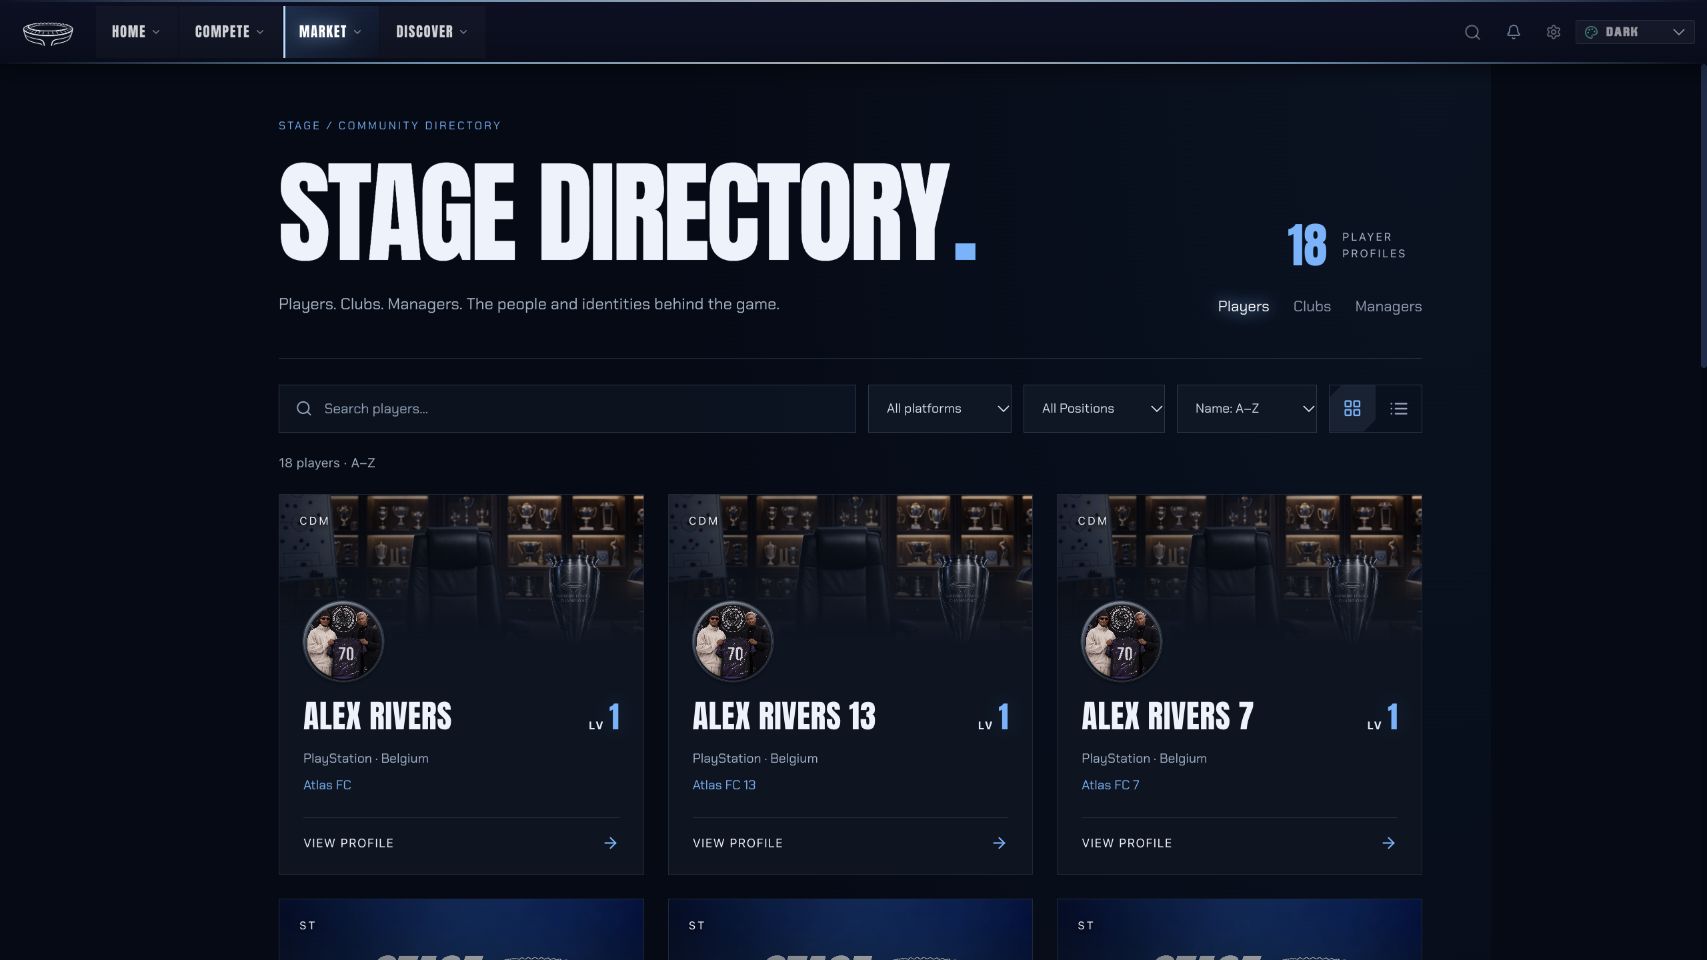 HOME
COMPETE
MARKET
DISCOVER
DARK
STAGE / COMMUNITY DIRECTORY
STAGE DIRECTORY.
18
PLAYER
PROFILES
Players. Clubs. Managers. The people and identities behind the game.
Players
Clubs
Managers
Search players...
All platforms
All Positions
Name: A–Z
18 players · A–Z
CDM
70
ALEX RIVERS
LV 1
PlayStation · Belgium
Atlas FC
VIEW PROFILE
CDM
70
ALEX RIVERS 13
LV 1
PlayStation · Belgium
Atlas FC 13
VIEW PROFILE
CDM
70
ALEX RIVERS 7
LV 1
PlayStation · Belgium
Atlas FC 7
VIEW PROFILE
ST
STAGE
ST
STAGE
ST
STAGE